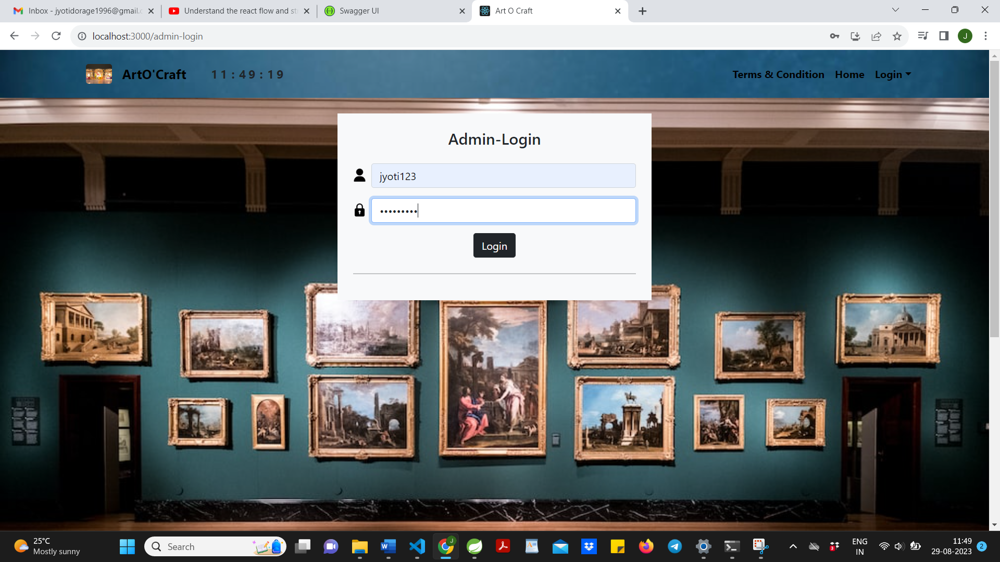 Inbox - jyotidorage1996@gmail.c
Understand the react flow and st
Swagger UI
Art O Craft
localhost:3000/admin-login
J
ArtO'Craft
11:49:19
Terms & Condition
Home
Login
Admin-Login
jyoti123
•••••••••
Login
25°C
Mostly sunny
Search
J
3
ENG
IN
11:49
29-08-2023
2